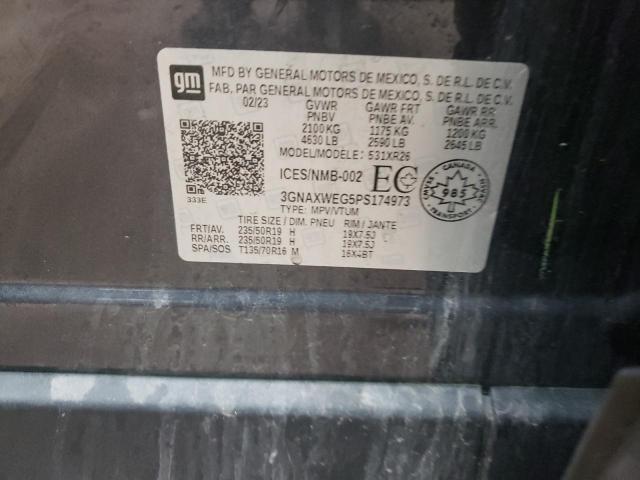 gm
MFD BY GENERAL MOTORS DE MEXICO, S. DE R.L. DE C.V.
FAB. PAR GENERAL MOTORS DE MEXICO, S. DE R.L. DE C.V.
02/23 GVWR GAWR FRT GAWR RR
PNBV PNBE AV. PNBE ARR.
2100 KG 1175 KG 1200 KG
4630 LB 2590 LB 2645 LB
MODEL/MODELE: 531XR26
ICES/NMB-002 EC
CANADA
985
333E
3GNAXWEG5PS174973
TYPE: MPV/VTUM
TIRE SIZE / DIM. PNEU RIM / JANTE
FRT/AV. 235/50R19 H 19X7.5J
RR/ARR. 235/50R19 H 19X7.5J
SPA/SOS T135/70R16 M 16X4BT